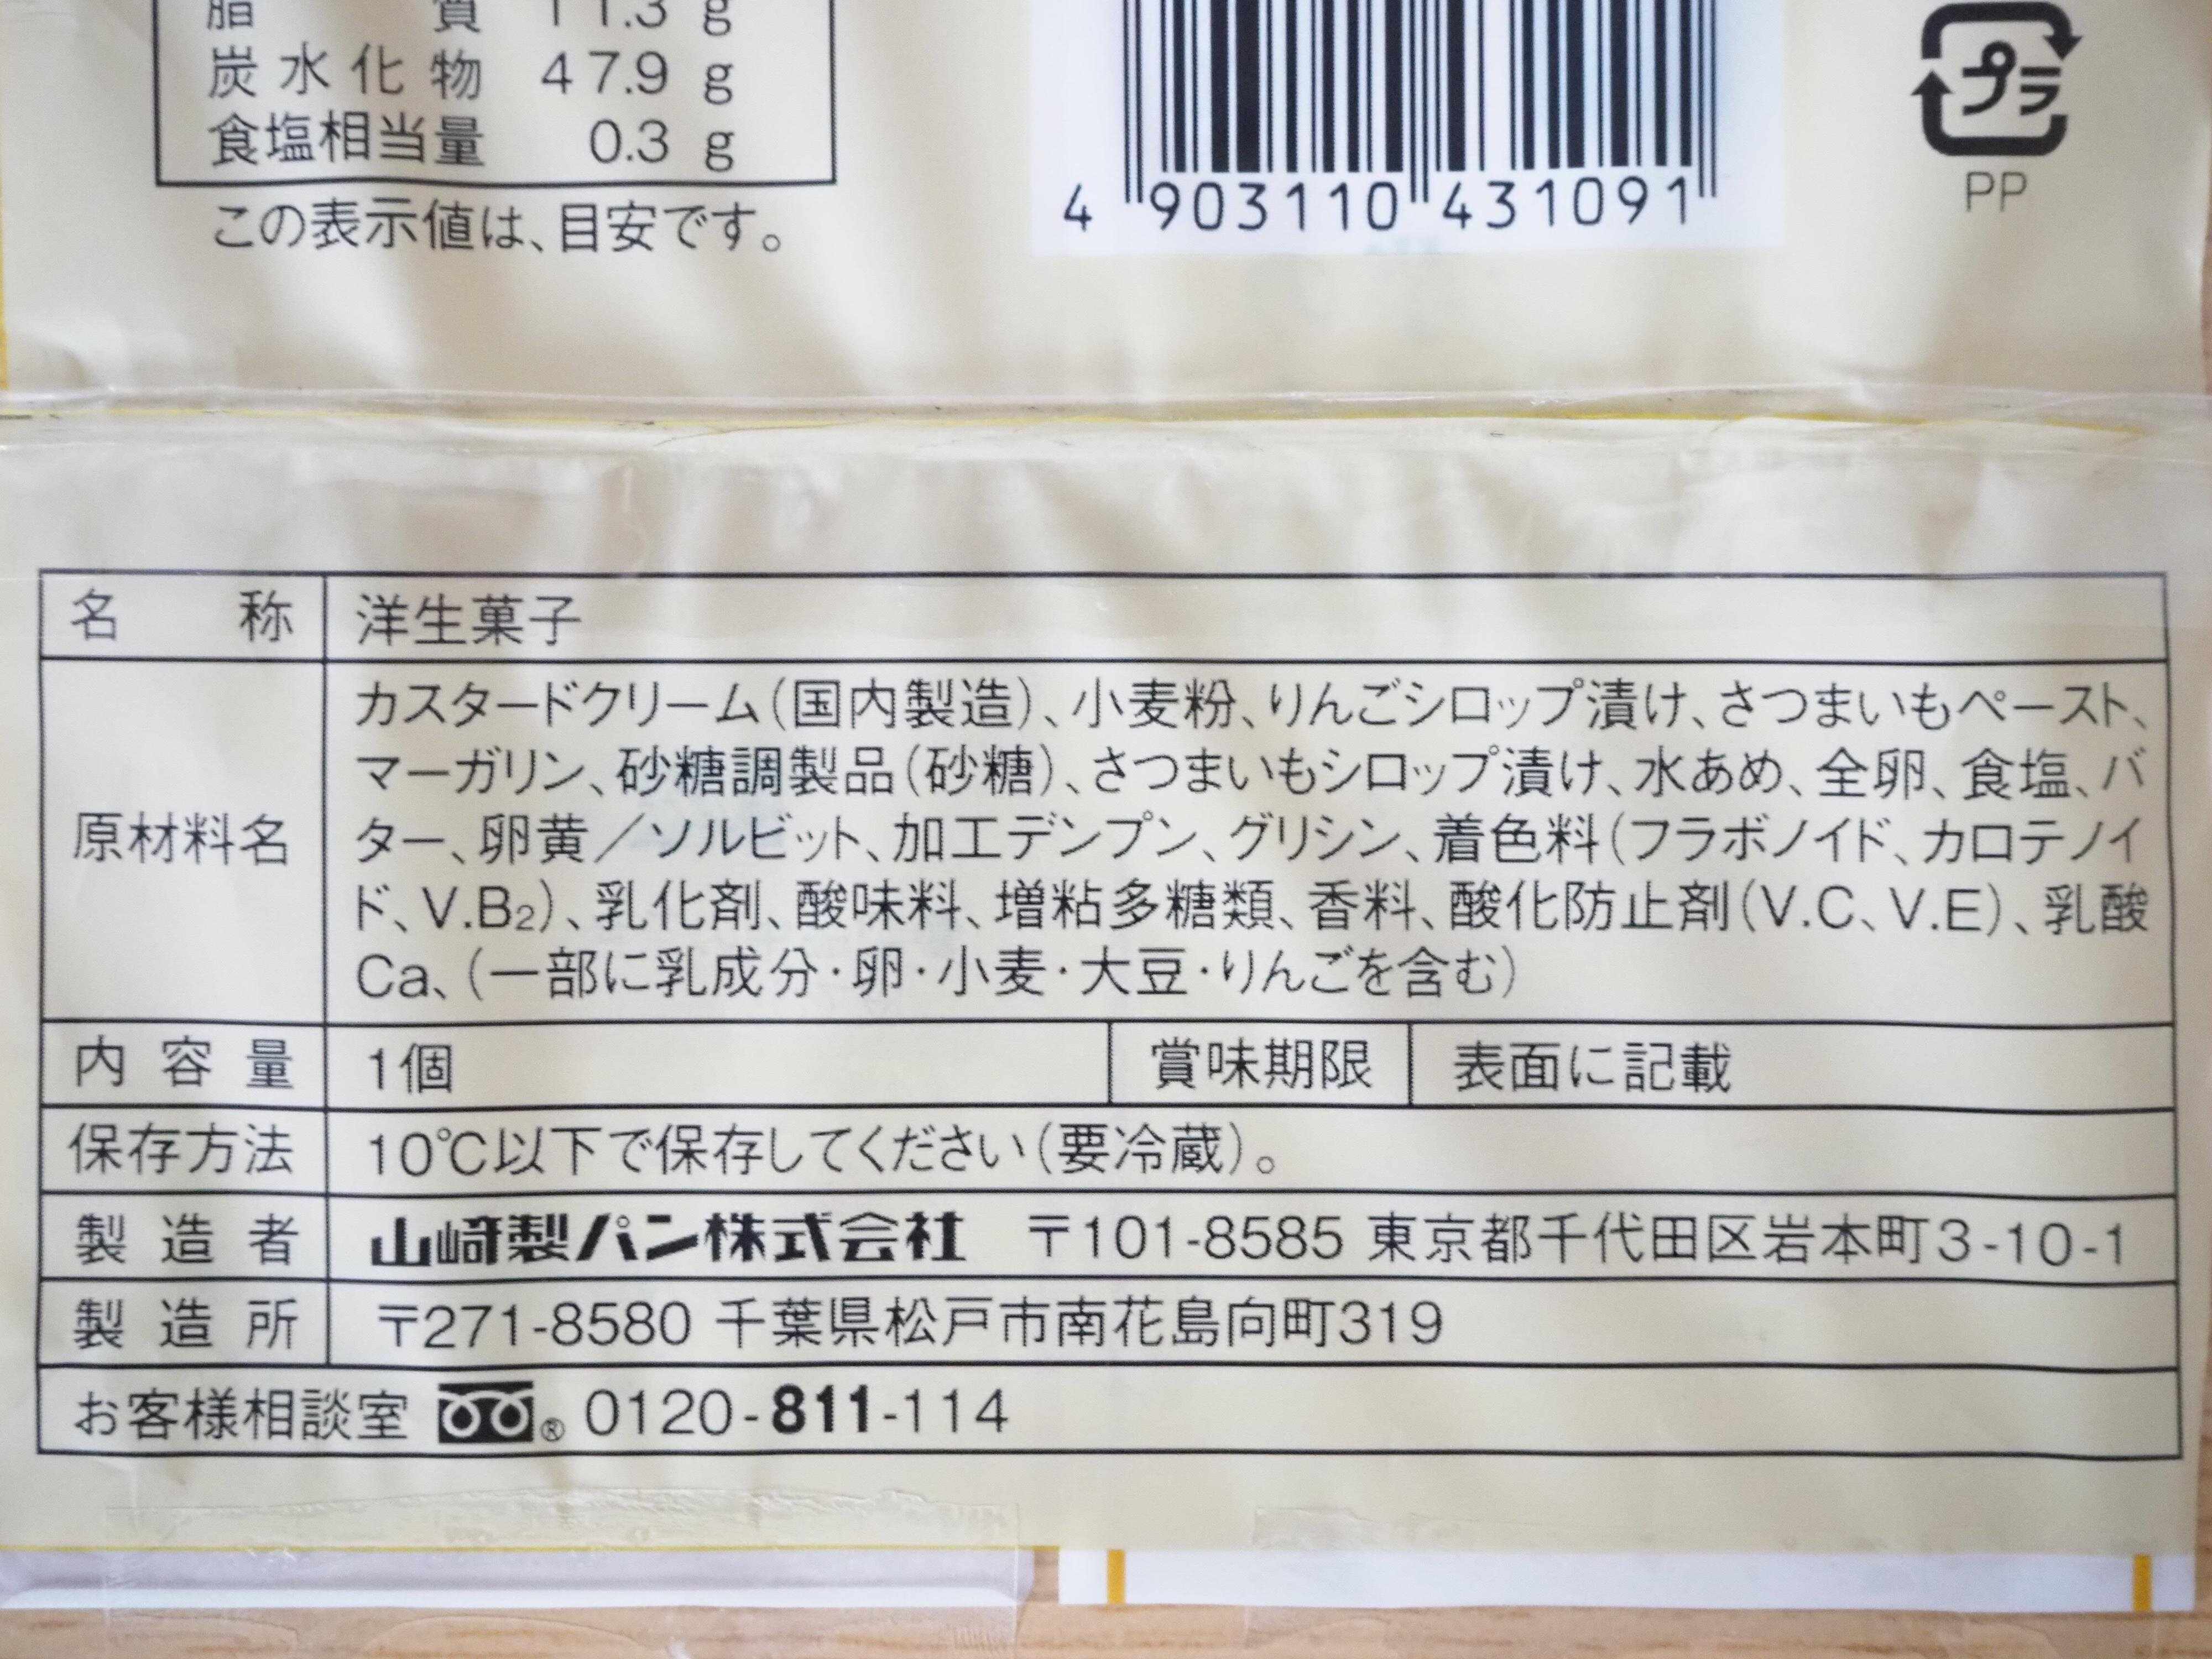 脂 質 11.3 g
炭水化物 47.9 g
食塩相当量 0.3 g
この表示値は、目安です。
4 903110 431091
プラ
PP
名称 洋生菓子
原材料名 カスタードクリーム(国内製造)、小麦粉、りんごシロップ漬け、さつまいもペースト、
マーガリン、砂糖調製品(砂糖)、さつまいもシロップ漬け、水あめ、全卵、食塩、バ
ター、卵黄/ソルビット、加工デンプン、グリシン、着色料(フラボノイド、カロテノイ
ド、V.B₂)、乳化剤、酸味料、増粘多糖類、香料、酸化防止剤(V.C、V.E)、乳酸
Ca、(一部に乳成分・卵・小麦・大豆・りんごを含む)
内容量 1個 賞味期限 表面に記載
保存方法 10℃以下で保存してください(要冷蔵)。
製造者 山崎製パン株式会社 〒101-8585 東京都千代田区岩本町3-10-1
製造所 〒271-8580 千葉県松戸市南花島向町319
お客様相談室 ® 0120-811-114